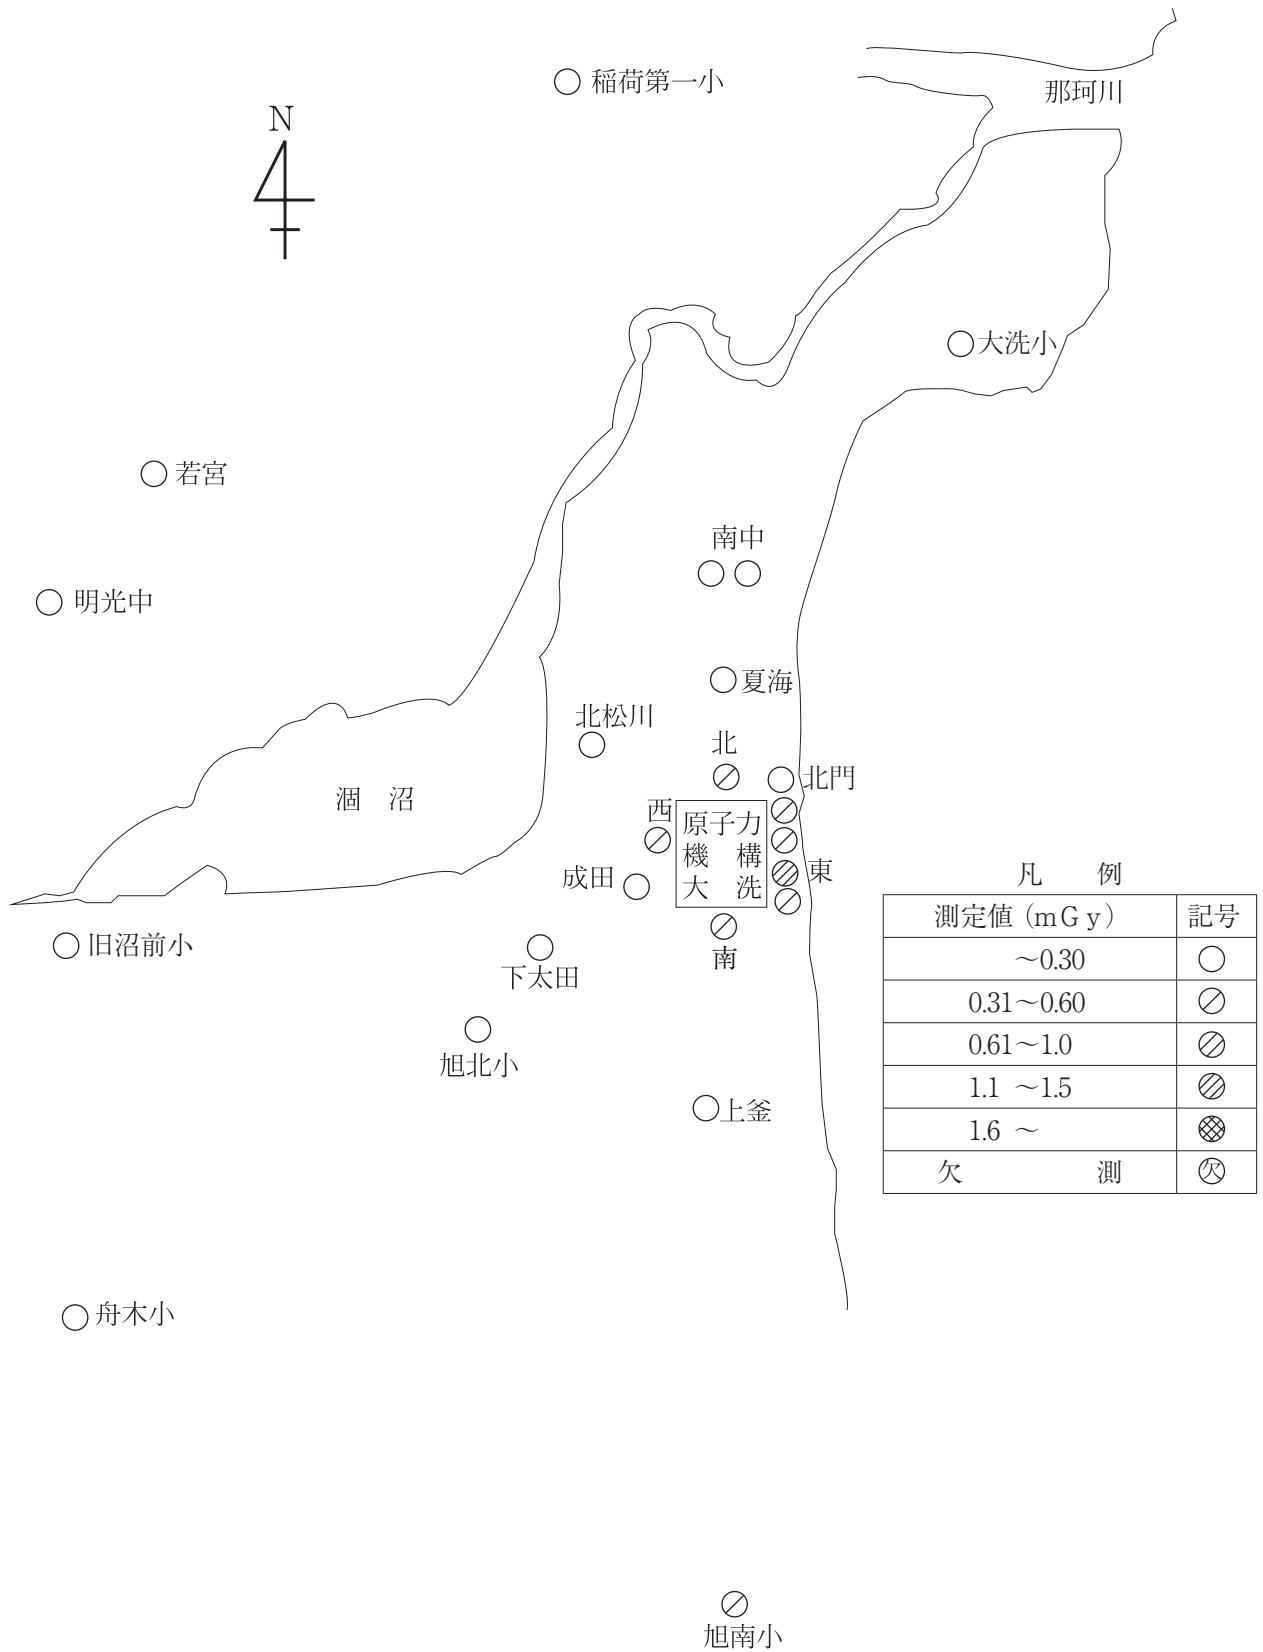 稲荷第一小
那珂川
N
大洗小
若宮
南中
明光中
夏海
北松川
北
北門
涸 沼
西
原子力
機 構
大 洗
東
成田
南
旧沼前小
下太田
旭北小
上釜
凡 例
測定値(mGy) 記号
～0.30
0.31～0.60
0.61～1.0
1.1 ～1.5
1.6 ～
欠 測 欠
舟木小
旭南小